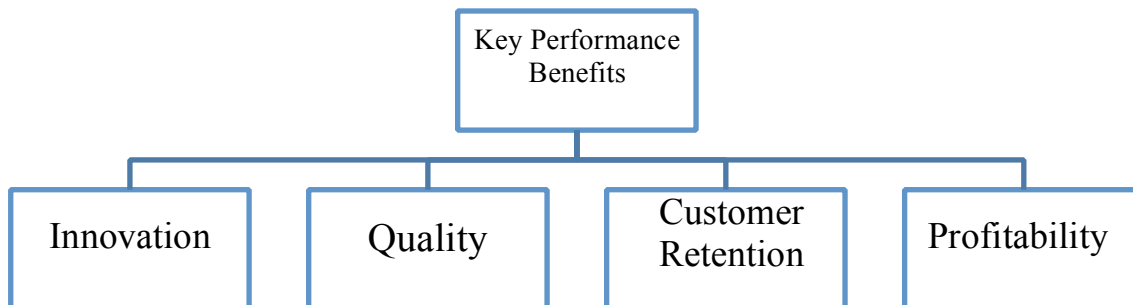 Key Performance
Benefits
Innovation
Quality
Customer
Retention
Profitability